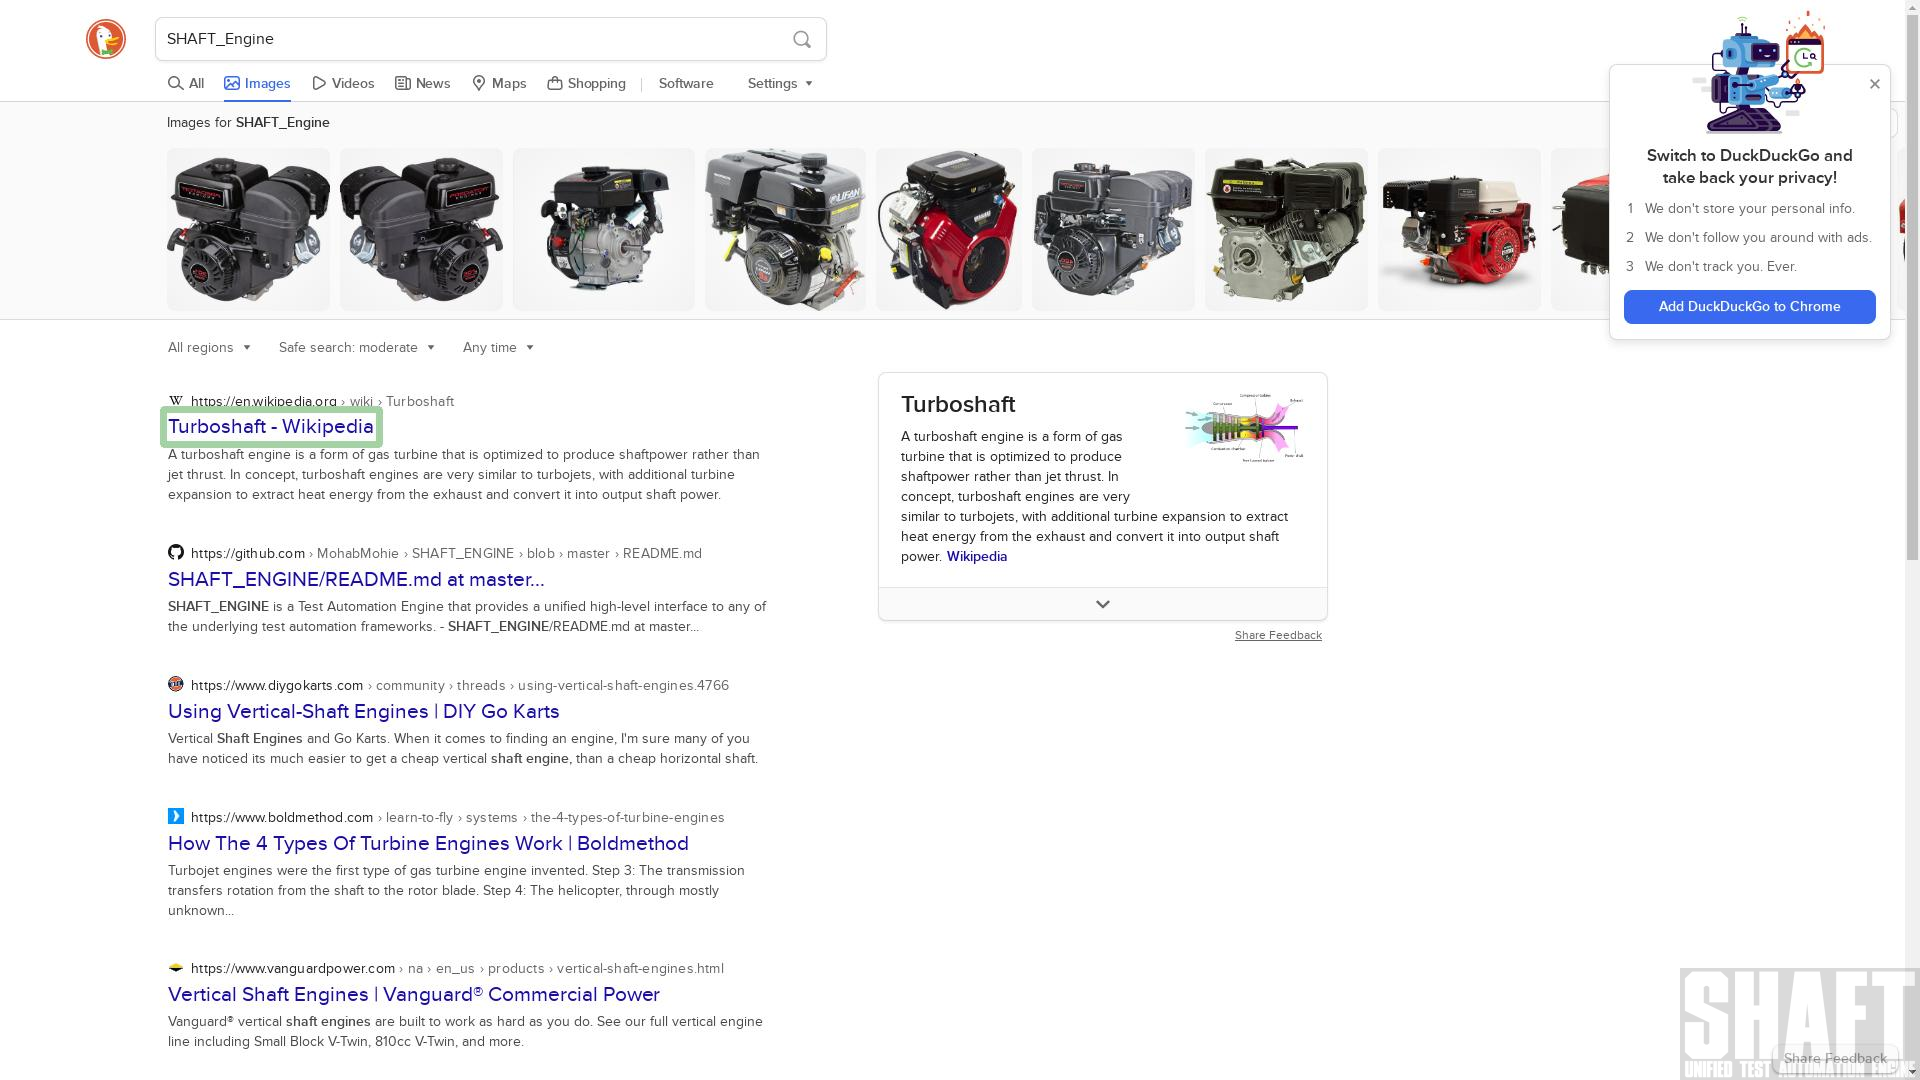 SHAFT_Engine
All Images Videos News Maps Shopping Software Settings
Images for SHAFT_Engine
LIFAN
Switch to DuckDuckGo and
take back your privacy!
1 We don't store your personal info.
2 We don't follow you around with ads.
3 We don't track you. Ever.
Add DuckDuckGo to Chrome
All regions Safe search: moderate Any time
https://en.wikipedia.org › wiki › Turboshaft
Turboshaft - Wikipedia
A turboshaft engine is a form of gas turbine that is optimized to produce shaftpower rather than
jet thrust. In concept, turboshaft engines are very similar to turbojets, with additional turbine
expansion to extract heat energy from the exhaust and convert it into output shaft power.
https://github.com › MohabMohie › SHAFT_ENGINE › blob › master › README.md
SHAFT_ENGINE/README.md at master...
SHAFT_ENGINE is a Test Automation Engine that provides a unified high-level interface to any of
the underlying test automation frameworks. - SHAFT_ENGINE/README.md at master...
https://www.diygokarts.com › community › threads › using-vertical-shaft-engines.4766
Using Vertical-Shaft Engines | DIY Go Karts
Vertical Shaft Engines and Go Karts. When it comes to finding an engine, I'm sure many of you
have noticed its much easier to get a cheap vertical shaft engine, than a cheap horizontal shaft.
https://www.boldmethod.com › learn-to-fly › systems › the-4-types-of-turbine-engines
How The 4 Types Of Turbine Engines Work | Boldmethod
Turbojet engines were the first type of gas turbine engine invented. Step 3: The transmission
transfers rotation from the shaft to the rotor blade. Step 4: The helicopter, through mostly
unknown...
https://www.vanguardpower.com › na › en_us › products › vertical-shaft-engines.html
Vertical Shaft Engines | Vanguard® Commercial Power
Vanguard® vertical shaft engines are built to work as hard as you do. See our full vertical engine
line including Small Block V-Twin, 810cc V-Twin, and more.
Turboshaft
A turboshaft engine is a form of gas
turbine that is optimized to produce
shaftpower rather than jet thrust. In
concept, turboshaft engines are very
similar to turbojets, with additional turbine expansion to extract
heat energy from the exhaust and convert it into output shaft
power. Wikipedia
Share Feedback
SHAFT
Share Feedback
UNIFIED TEST AUTOMATION ENGINE